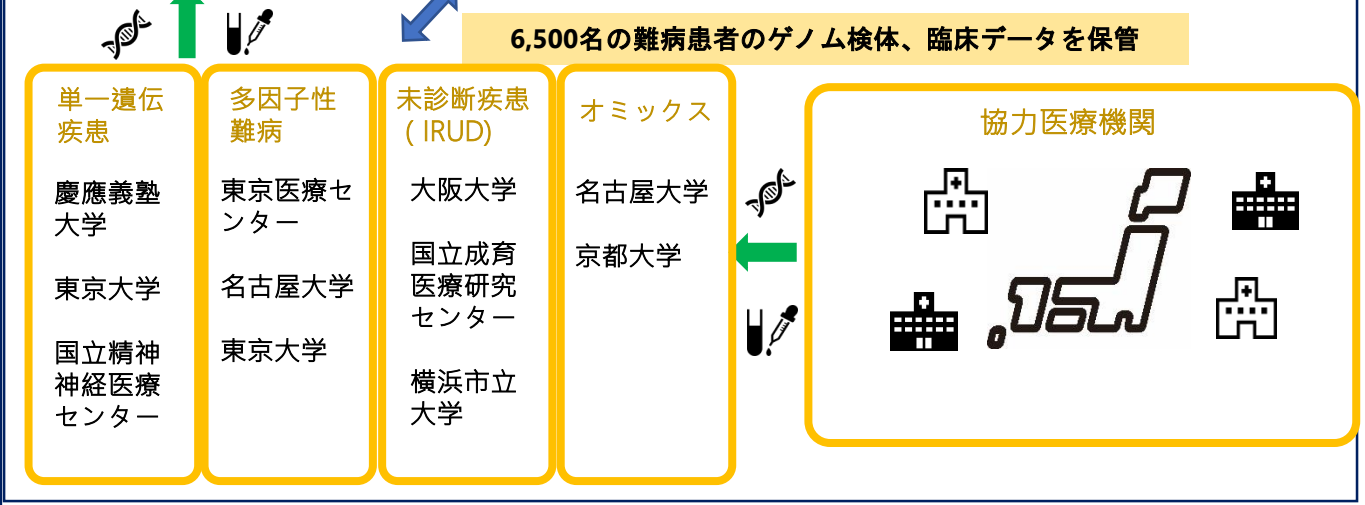 6,500名の難病患者のゲノム検体、臨床データを保管
単一遺伝
疾患
慶應義塾
大学
東京大学
国立精神
神経医療
センター
多因子性
難病
東京医療セ
ンター
名古屋大学
東京大学
未診断疾患
( IRUD)
大阪大学
国立成育
医療研究
センター
横浜市立
大学
オミックス
名古屋大学
京都大学
協力医療機関